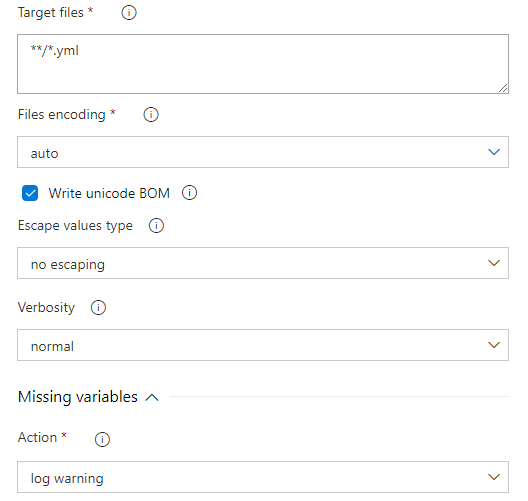 Target files *
**/*.yml
Files encoding *
auto
Write unicode BOM
Escape values type
no escaping
Verbosity
normal
Missing variables
Action *
log warning